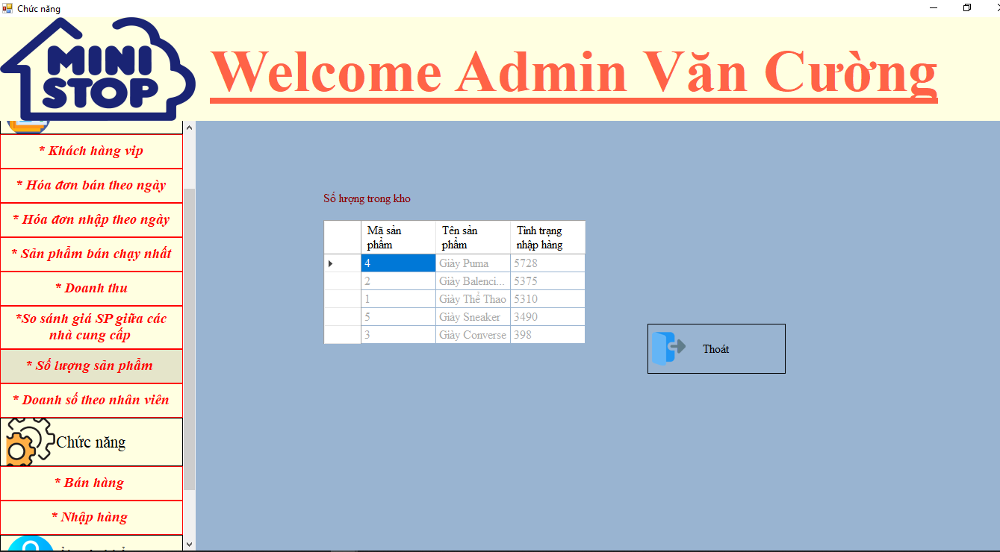 Chức năng
MINI
STOP
Welcome Admin Văn Cường
* Khách hàng vip
* Hóa đơn bán theo ngày
* Hóa đơn nhập theo ngày
* Sản phẩm bán chạy nhất
* Doanh thu
*So sánh giá SP giữa các
nhà cung cấp
* Số lượng sản phẩm
* Doanh số theo nhân viên
Chức năng
* Bán hàng
* Nhập hàng
Số lượng trong kho
Mã sản phẩm Tên sản phẩm Tình trạng nhập hàng
4 Giày Puma 5728
2 Giày Balenci... 5375
1 Giày Thể Thao 5310
5 Giày Sneaker 3490
3 Giày Converse 398
Thoát